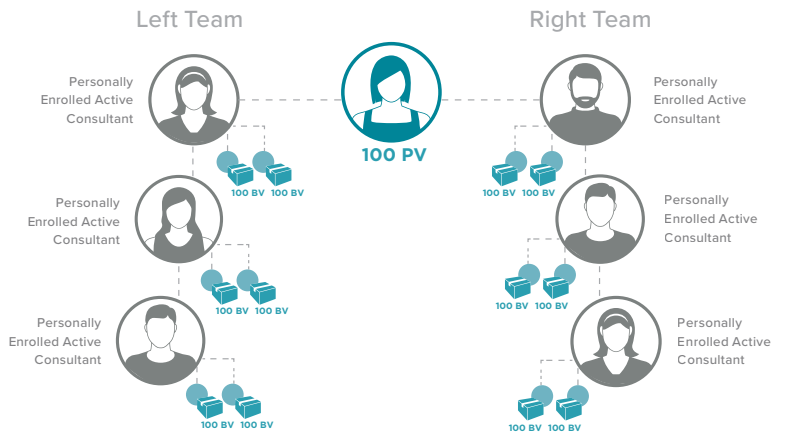 Left Team
Right Team
Personally
Enrolled Active
Consultant
100 PV
Personally
Enrolled Active
Consultant
100 BV 100 BV
100 BV 100 BV
Personally
Enrolled Active
Consultant
Personally
Enrolled Active
Consultant
100 BV 100 BV
100 BV 100 BV
Personally
Enrolled Active
Consultant
Personally
Enrolled Active
Consultant
100 BV 100 BV
100 BV 100 BV